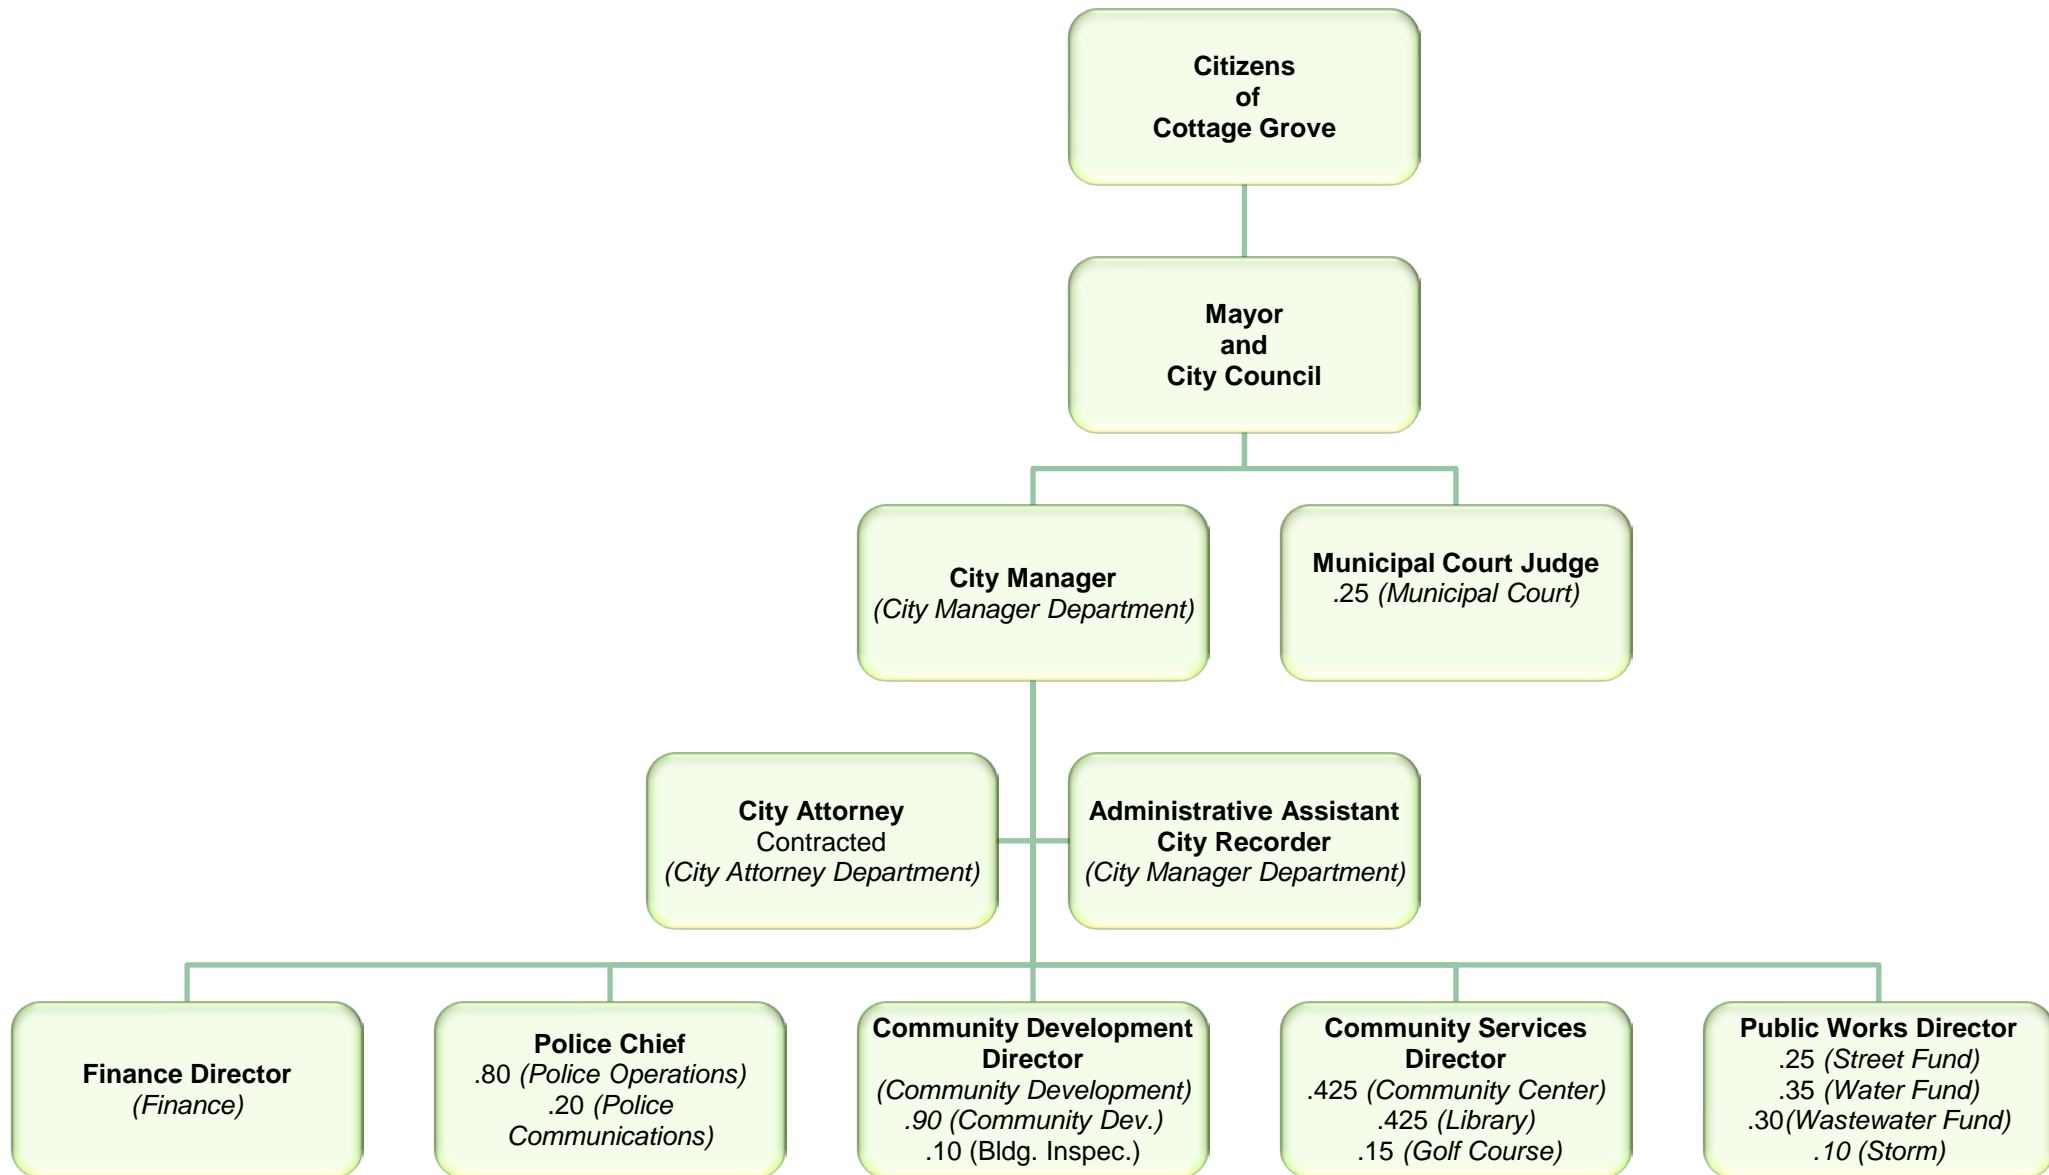 Citizens
of
Cottage Grove
Mayor
and
City Council
City Manager
(City Manager Department)
Municipal Court Judge
.25 (Municipal Court)
City Attorney
Contracted
(City Attorney Department)
Administrative Assistant
City Recorder
(City Manager Department)
Finance Director
(Finance)
Police Chief
.80 (Police Operations)
.20 (Police
Communications)
Community Development
Director
(Community Development)
.90 (Community Dev.)
.10 (Bldg. Inspec.)
Community Services
Director
.425 (Community Center)
.425 (Library)
.15 (Golf Course)
Public Works Director
.25 (Street Fund)
.35 (Water Fund)
.30(Wastewater Fund)
.10 (Storm)